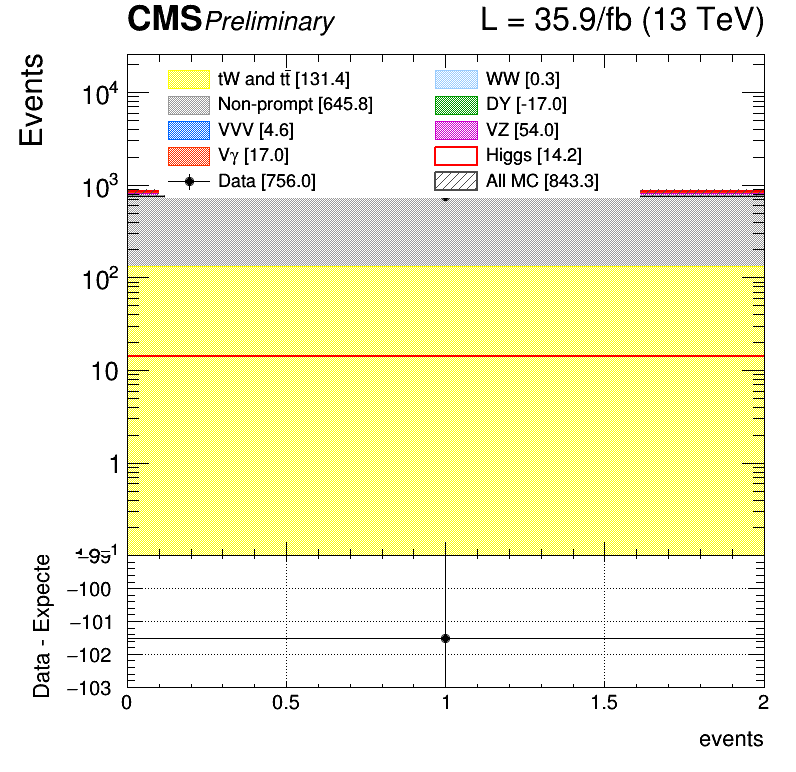 CMS Preliminary L = 35.9/fb (13 TeV)
Events
tW and tt̄ [131.4] WW [0.3]
Non-prompt [645.8] DY [-17.0]
VVV [4.6] VZ [54.0]
Vγ [17.0] Higgs [14.2]
Data [756.0] All MC [843.3]
10⁴
10³
10²
10
1
−99
−100
−101
−102
−103
Data - Expecte
0 0.5 1 1.5 2
events